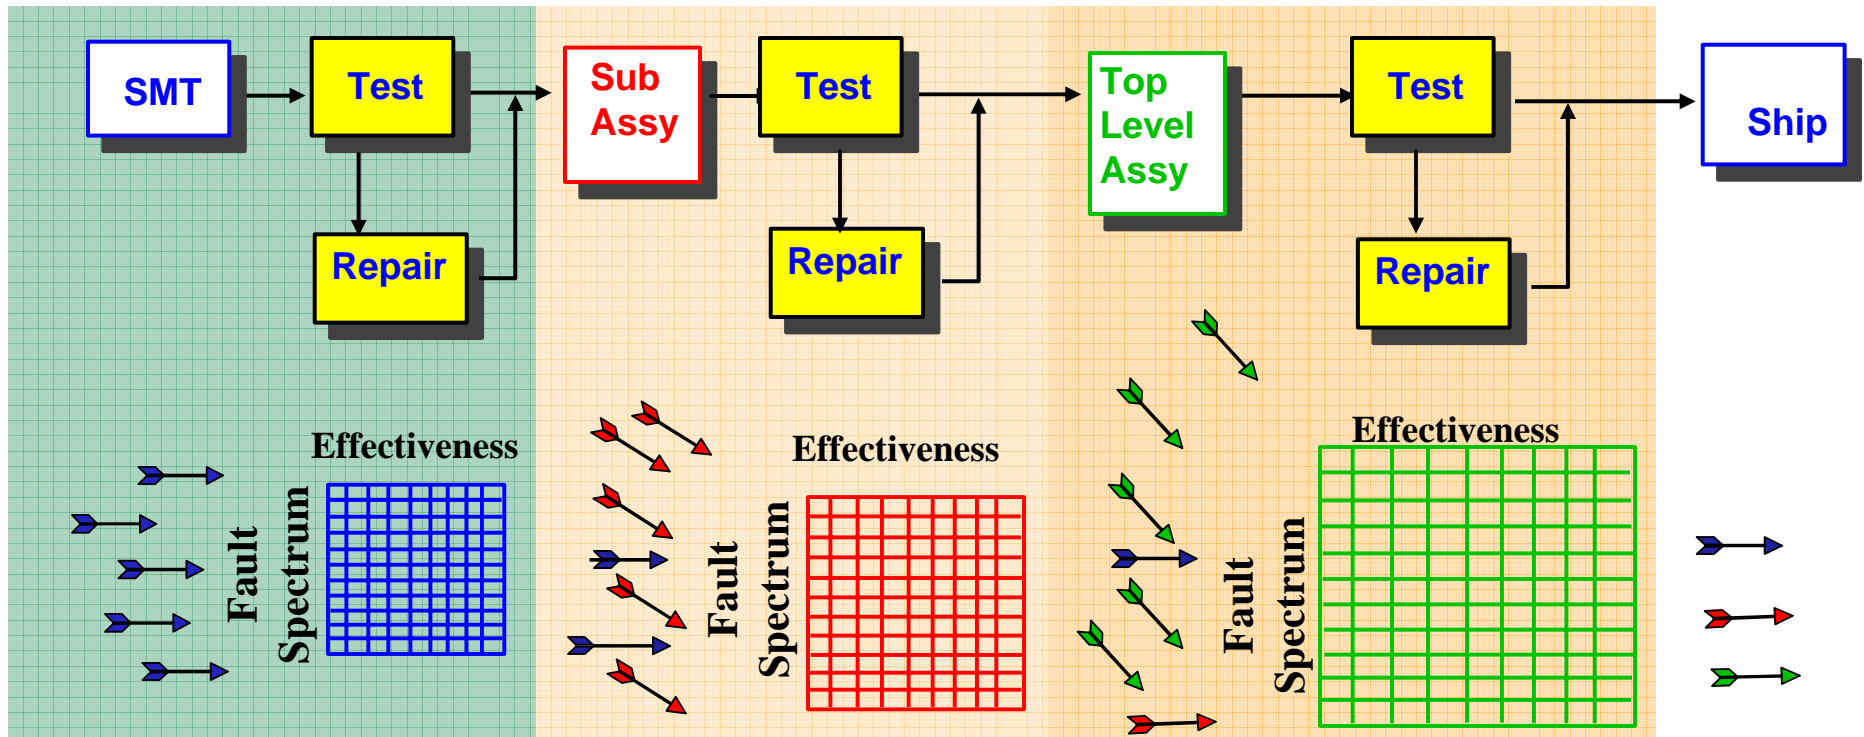 SMT
Test
Sub
Assy
Test
Top
Level
Assy
Test
Ship
Repair
Repair
Repair
Effectiveness
Fault
Spectrum
Effectiveness
Fault
Spectrum
Effectiveness
Fault
Spectrum